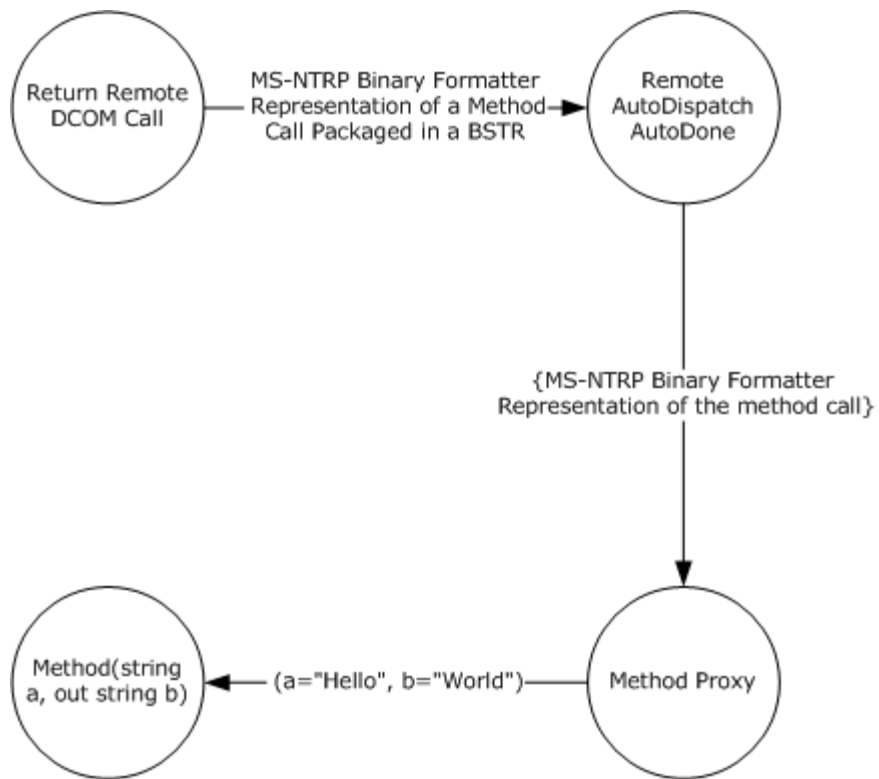 Return Remote
DCOM Call
MS-NTRP Binary Formatter
Representation of a Method
Call Packaged in a BSTR
Remote
AutoDispatch
AutoDone
{MS-NTRP Binary Formatter
Representation of the method call}
Method(string
a, out string b)
(a="Hello", b="World")
Method Proxy